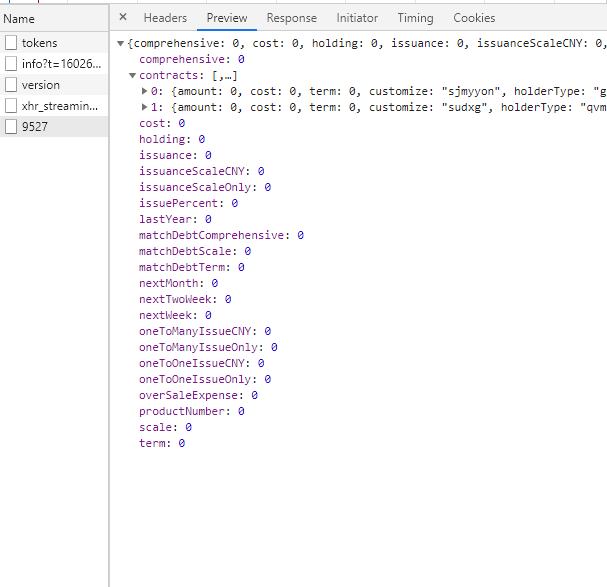 Name
Headers Preview Response Initiator Timing Cookies
tokens
info?t=16026...
version
xhr_streamin...
9527
{comprehensive: 0, cost: 0, holding: 0, issuance: 0, issuanceScaleCNY: 0,
comprehensive: 0
contracts: [,…]
0: {amount: 0, cost: 0, term: 0, customize: "sjmyyon", holderType: "g
1: {amount: 0, cost: 0, term: 0, customize: "sudxg", holderType: "qvm
cost: 0
holding: 0
issuance: 0
issuanceScaleCNY: 0
issuanceScaleOnly: 0
issuePercent: 0
lastYear: 0
matchDebtComprehensive: 0
matchDebtScale: 0
matchDebtTerm: 0
nextMonth: 0
nextTwoWeek: 0
nextWeek: 0
oneToManyIssueCNY: 0
oneToManyIssueOnly: 0
oneToOneIssueCNY: 0
oneToOneIssueOnly: 0
overSaleExpense: 0
productNumber: 0
scale: 0
term: 0